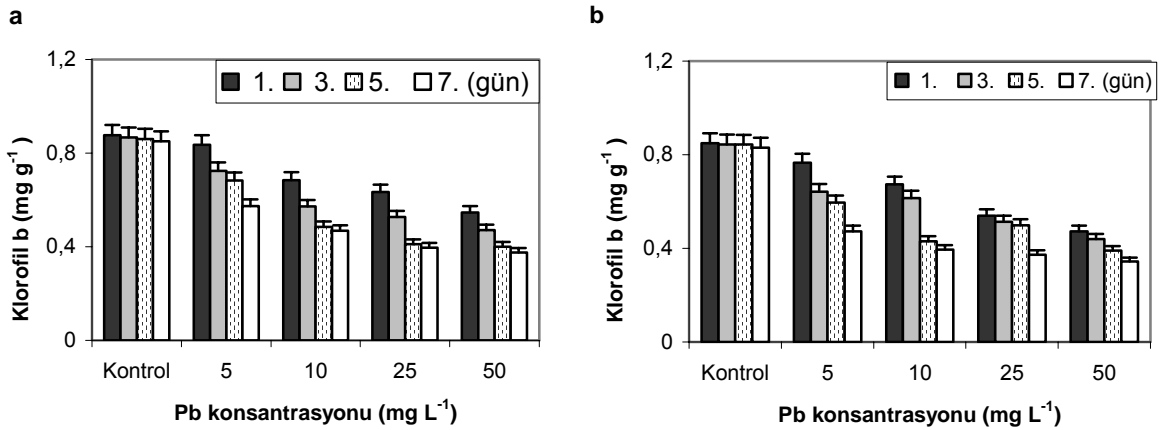 a
1,2
0,8
0,4
0
Klorofil b (mg g⁻¹)
1. 3. 5. 7. (gün)
Kontrol 5 10 25 50
Pb konsantrasyonu (mg L⁻¹)
b
1,2
0,8
0,4
0
Klorofil b (mg g⁻¹)
1. 3. 5. 7. (gün)
Kontrol 5 10 25 50
Pb konsantrasyonu (mg L⁻¹)